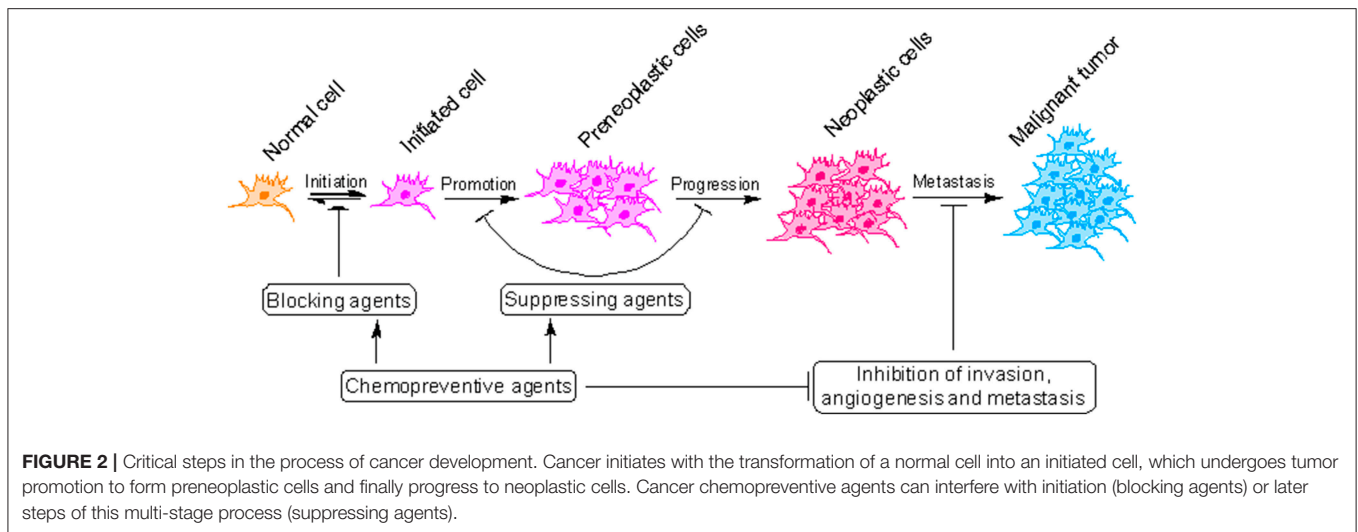 Normal cell
Initiated cell
Preneoplastic cells
Neoplastic cells
Malignant tumor
Initiation
Promotion
Progression
Metastasis
Blocking agents
Suppressing agents
Chemopreventive agents
Inhibition of invasion,
angiogenesis and metastasis
FIGURE 2 | Critical steps in the process of cancer development. Cancer initiates with the transformation of a normal cell into an initiated cell, which undergoes tumor
promotion to form preneoplastic cells and finally progress to neoplastic cells. Cancer chemopreventive agents can interfere with initiation (blocking agents) or later
steps of this multi-stage process (suppressing agents).